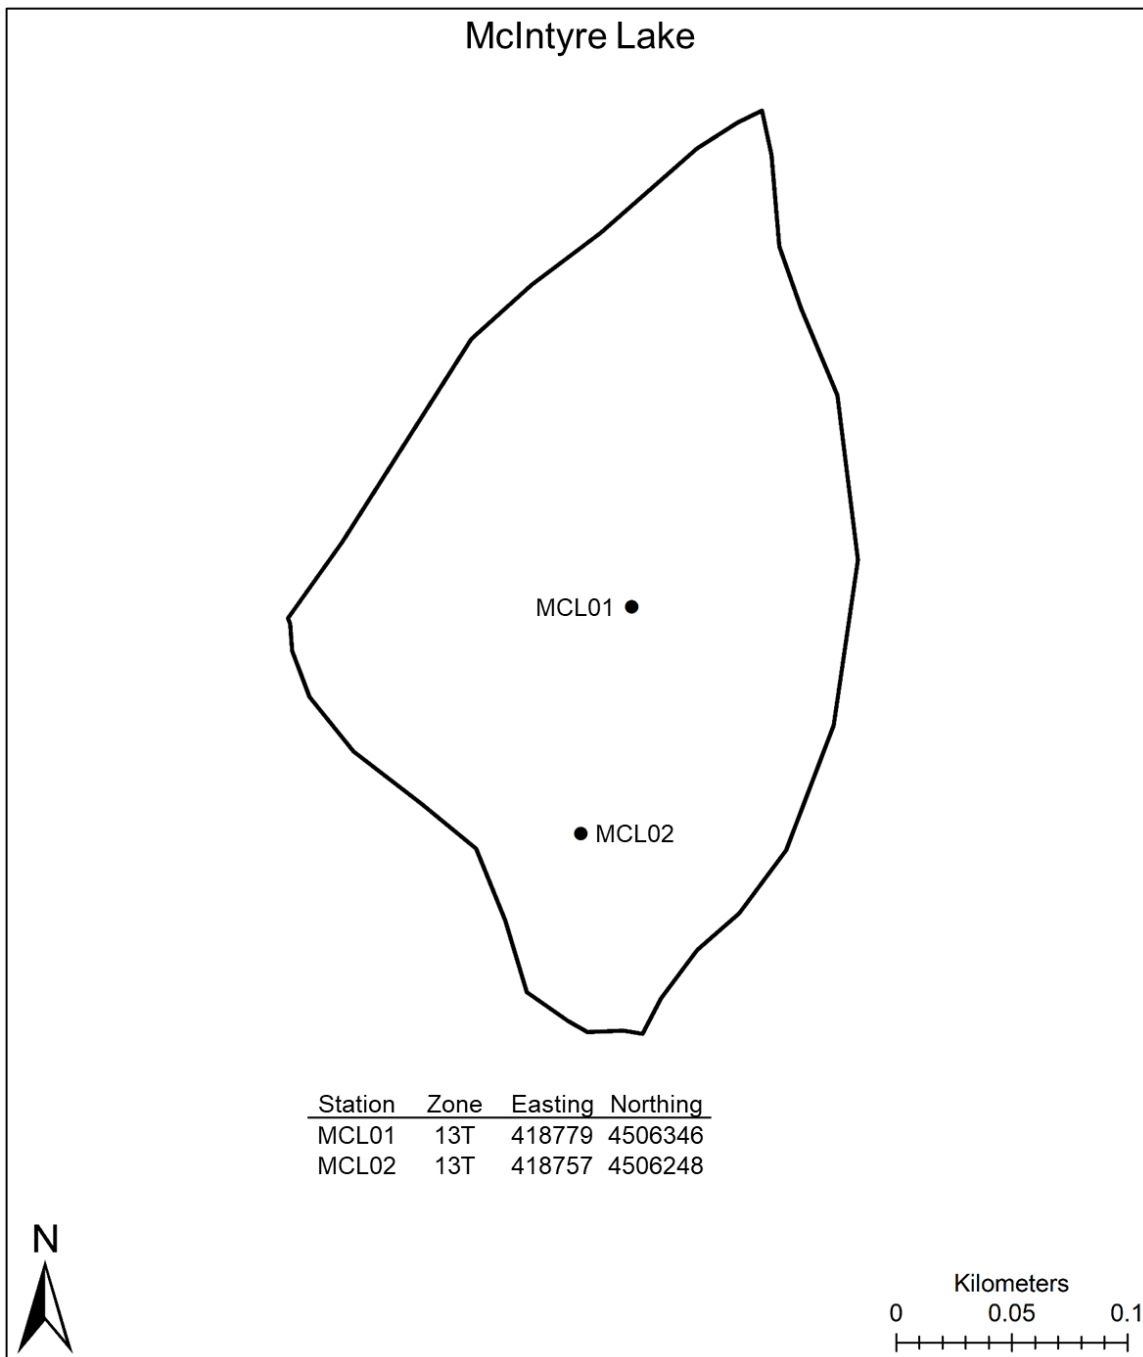 McIntyre Lake
MCL01
MCL02
Station Zone Easting Northing
MCL01 13T 418779 4506346
MCL02 13T 418757 4506248
N
Kilometers
0 0.05 0.1